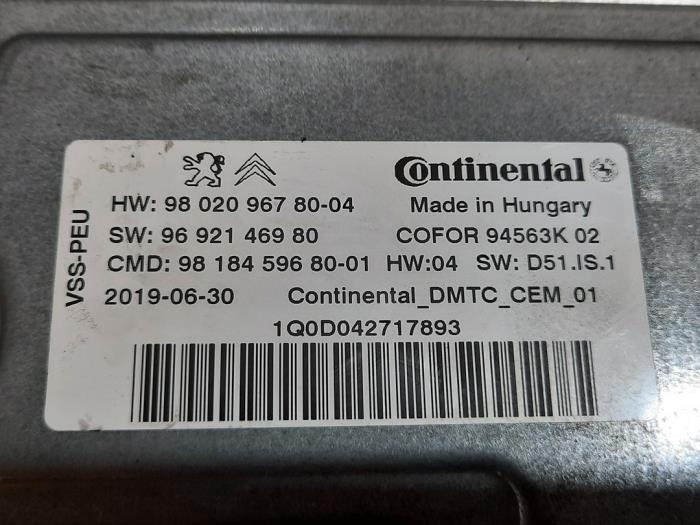 Continental
HW: 98 020 967 80-04 Made in Hungary
SW: 96 921 469 80 COFOR 94563K 02
CMD: 98 184 596 80-01 HW:04 SW: D51.IS.1
2019-06-30 Continental_DMTC_CEM_01
1Q0D042717893
VSS-PEU